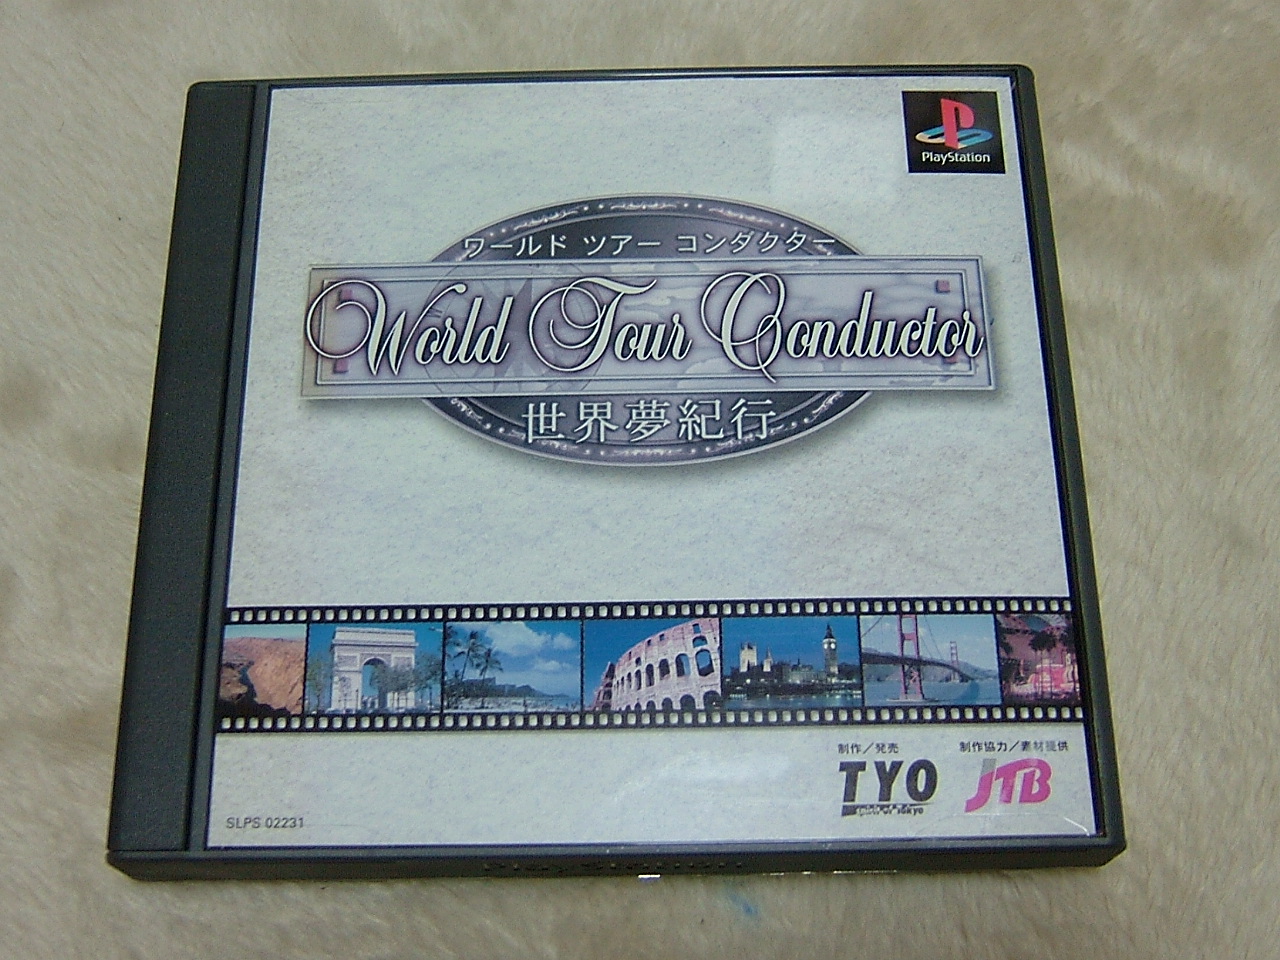 PlayStation
ワールド ツアー コンダクター
World Tour Conductor
世界夢紀行
制作／発売
制作協力／素材提供
TYO
spirit of Tokyo
JTB
SLPS 02231
PlayStation